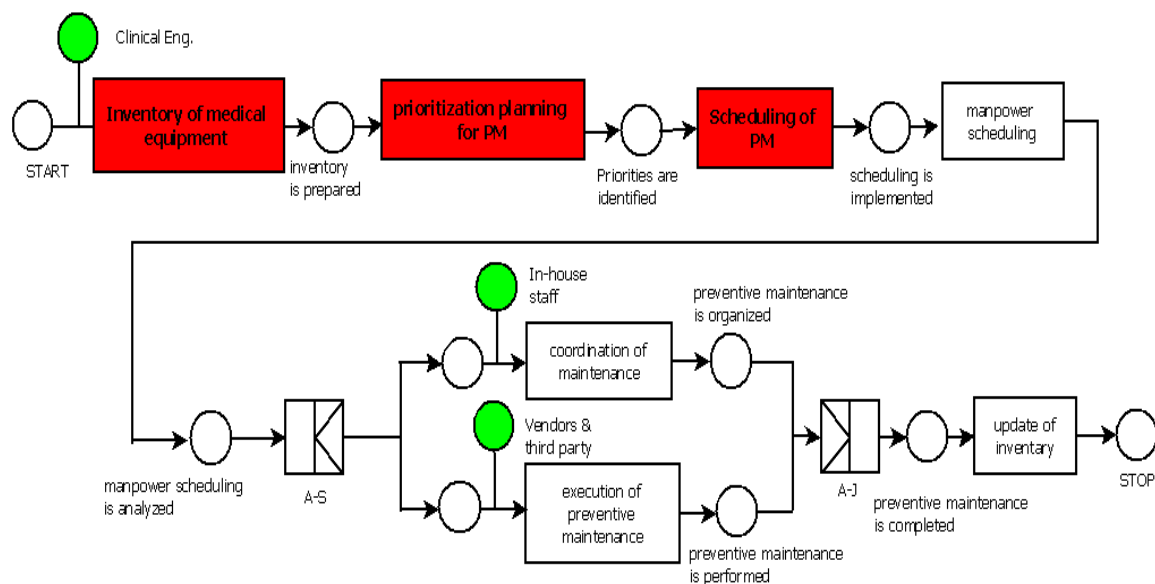 Clinical Eng.
Inventory of medical
equipment
prioritization planning
for PM
Scheduling of
PM
manpower
scheduling
START
inventory
is prepared
Priorities are
identified
scheduling is
implemented
In-house
staff
preventive maintenance
is organized
coordination of
maintenance
Vendors &
third party
execution of
preventive
maintenance
update of
inventary
manpower scheduling
is analyzed
A-S
A-J
preventive maintenance
is completed
STOP
preventive maintenance
is performed